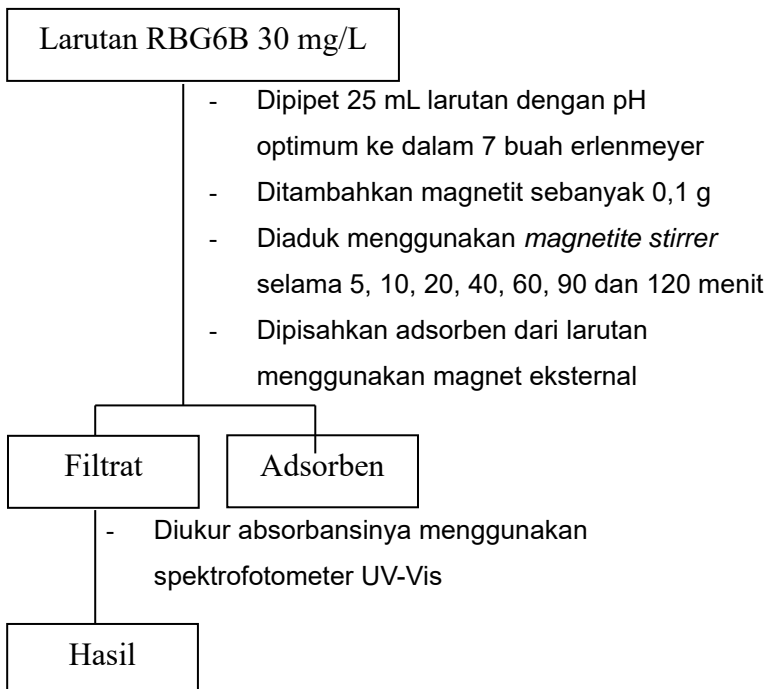 Larutan RBG6B 30 mg/L
- Dipipet 25 mL larutan dengan pH
optimum ke dalam 7 buah erlenmeyer
- Ditambahkan magnetit sebanyak 0,1 g
- Diaduk menggunakan magnetite stirrer
selama 5, 10, 20, 40, 60, 90 dan 120 menit
- Dipisahkan adsorben dari larutan
menggunakan magnet eksternal
Filtrat
Adsorben
- Diukur absorbansinya menggunakan
spektrofotometer UV-Vis
Hasil